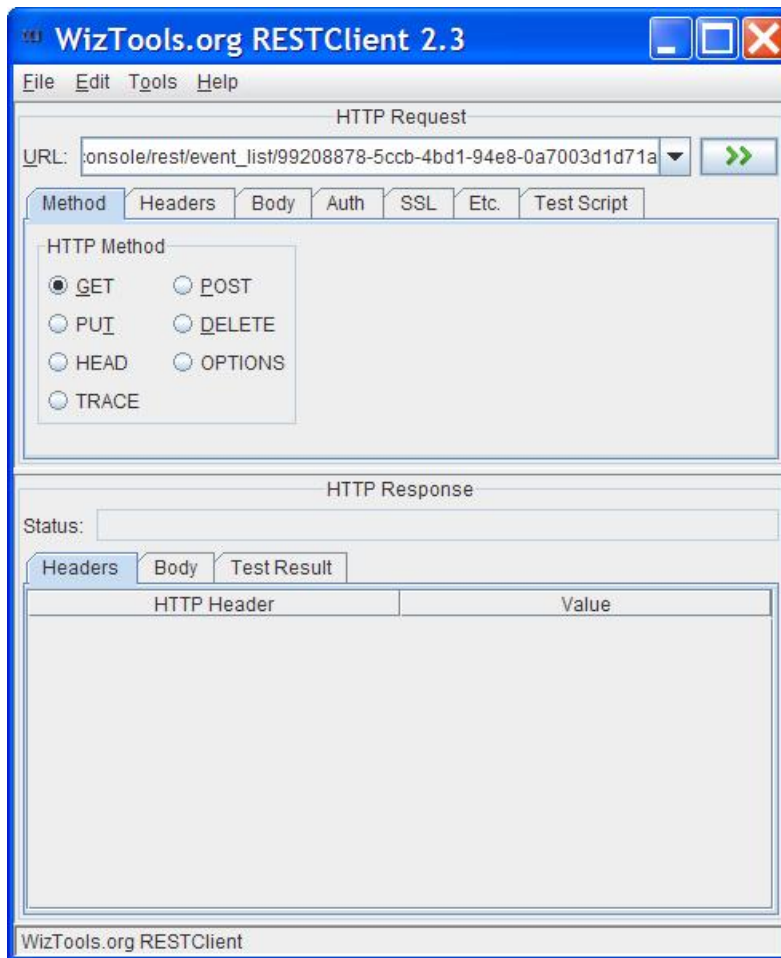 WizTools.org RESTClient 2.3
File Edit Tools Help
HTTP Request
URL: :onsole/rest/event_list/99208878-5ccb-4bd1-94e8-0a7003d1d71a >>
Method Headers Body Auth SSL Etc. Test Script
HTTP Method
GET POST
PUT DELETE
HEAD OPTIONS
TRACE
HTTP Response
Status:
Headers Body Test Result
HTTP Header Value
WizTools.org RESTClient